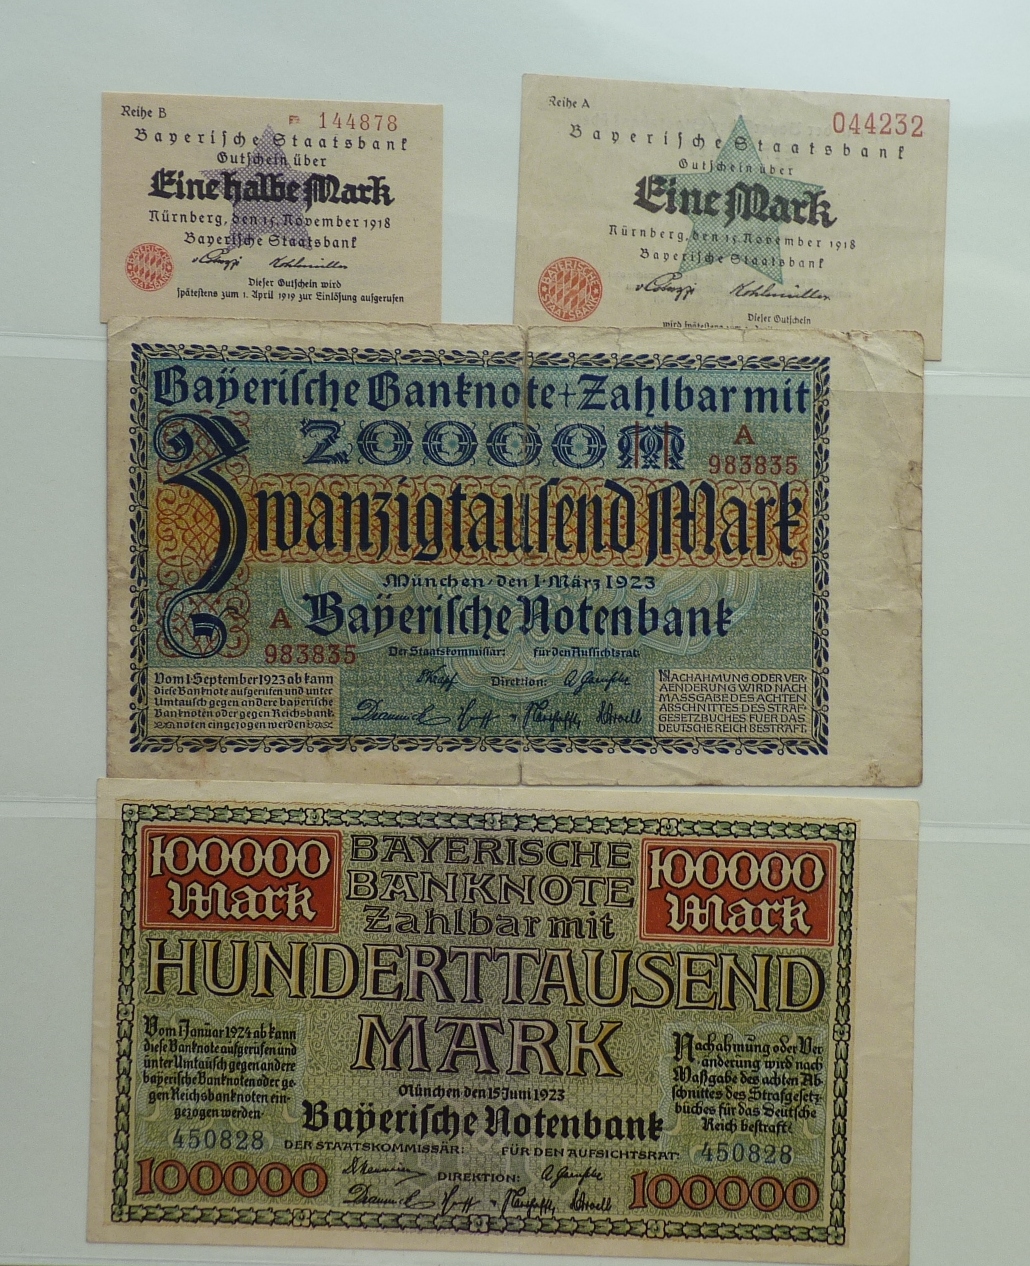 Reihe B
144878
Bayerische Staatsbank
Gutschein über
Eine halbe Mark
Nürnberg, den 15. November 1918
Bayerische Staatsbank
Dieser Gutschein wird
spätestens zum 1. April 1919 zur Einlösung aufgerufen
BAYERISCHE STAATSBANK
Reihe A
044232
Bayerische Staatsbank
Gutschein über
Eine Mark
Nürnberg, den 15. November 1918
Bayerische Staatsbank
BAYERISCHE STAATSBANK
Dieser Gutschein
wird spätestens
Bayerische Banknote+Zahlbar mit
20000 M
A
983835
Zwanzigtausend Mark
München·den 1·März 1923
Bayerische Notenbank
A
983835
Der Staatskommissär: für den Aufsichtsrat:
Direktion:
Vom 1 September 1923 ab kann
diese Banknote aufgerufen und unter
Umtausch gegen andere bayerische
Banknoten oder gegen Reichsbank
noten eingezogen werden
NACHAHMUNG ODER VER
AENDERUNG WIRD NACH
MASSGABE DES ACHTEN
ABSCHNITTES DES STRAF
GESETZBUCHES FUER DAS
DEUTSCHE REICH BESTRAFT.
100000
Mark
BAYERISCHE
BANKNOTE
Zahlbar mit
100000
Mark
HUNDERTTAUSEND
MARK
Vom 1 Januar 1924 ab kann
diese Banknote aufgerufen und
unter Umtausch gegen andere
bayerische Banknoten oder ge-
gen Reichsbanknoten ein-
gezogen werden·
450828
München·den 15 Juni 1923
Bayerische Notenbank
DER STAATSKOMMISSÄR: FÜR DEN AUFSICHTSRAT:
DIREKTION:
Nachahmung oder Ver
änderung wird nach
Maßgabe des achten Ab-
schnittes des Strafgesetz-
buches für das Deutsche
Reich bestraft.
450828
100000
100000